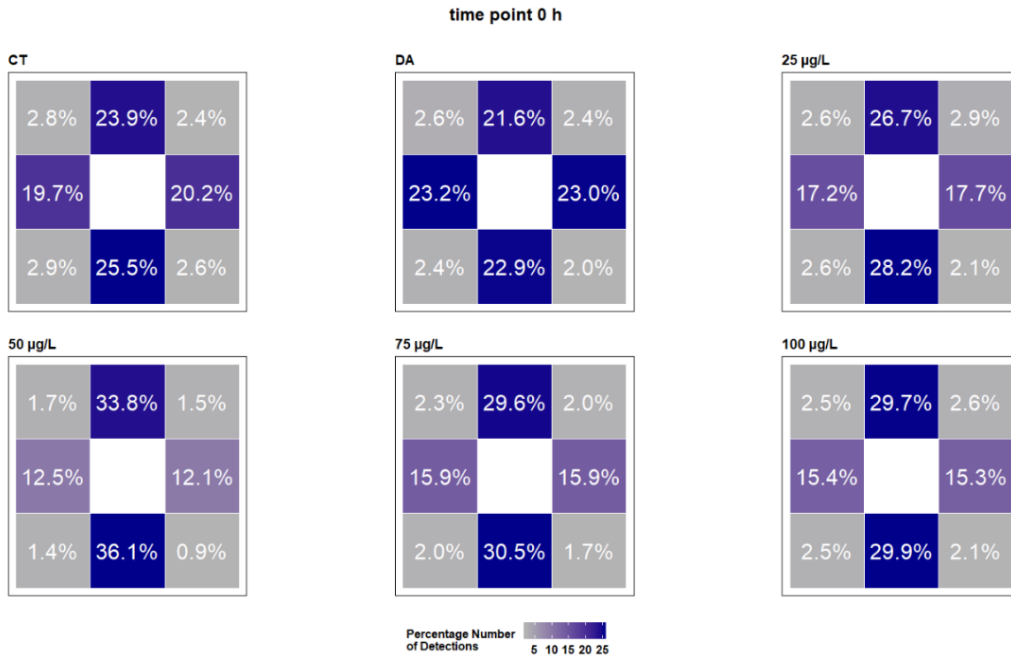 time point 0 h
CT
2.8% 23.9% 2.4%
19.7% 20.2%
2.9% 25.5% 2.6%
DA
2.6% 21.6% 2.4%
23.2% 23.0%
2.4% 22.9% 2.0%
25 µg/L
2.6% 26.7% 2.9%
17.2% 17.7%
2.6% 28.2% 2.1%
50 µg/L
1.7% 33.8% 1.5%
12.5% 12.1%
1.4% 36.1% 0.9%
75 µg/L
2.3% 29.6% 2.0%
15.9% 15.9%
2.0% 30.5% 1.7%
100 µg/L
2.5% 29.7% 2.6%
15.4% 15.3%
2.5% 29.9% 2.1%
Percentage Number
of Detections
5 10 15 20 25